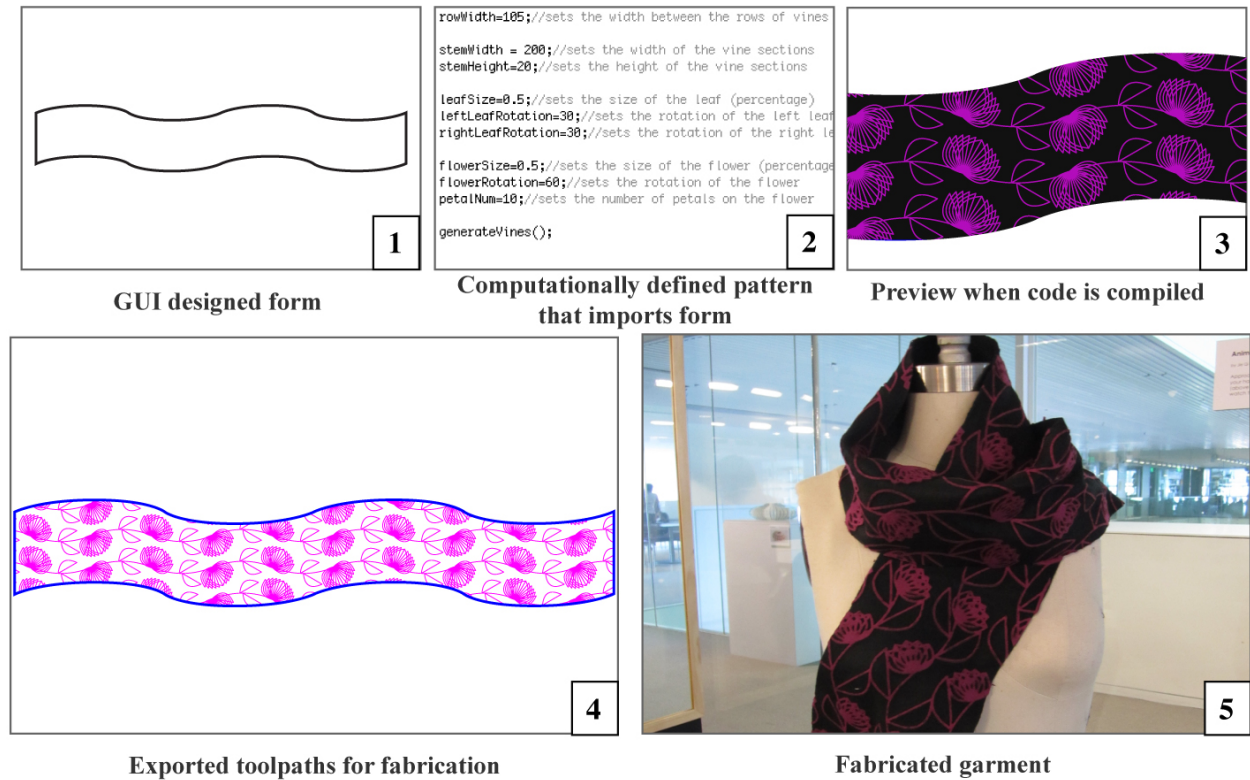 rowWidth=105;//sets the width between the rows of vines
stemWidth = 200;//sets the width of the vine sections
stemHeight=20;//sets the height of the vine sections
leafSize=0.5;//sets the size of the leaf (percentage)
leftLeafRotation=30;//sets the rotation of the left leaf
rightLeafRotation=30;//sets the rotation of the right le
flowerSize=0.5;//sets the size of the flower (percentage
flowerRotation=60;//sets the rotation of the flower
petalNum=10;//sets the number of petals on the flower
generateVines();
1
2
3
GUI designed form
Computationally defined pattern
that imports form
Preview when code is compiled
Anim
4
5
Exported toolpaths for fabrication
Fabricated garment